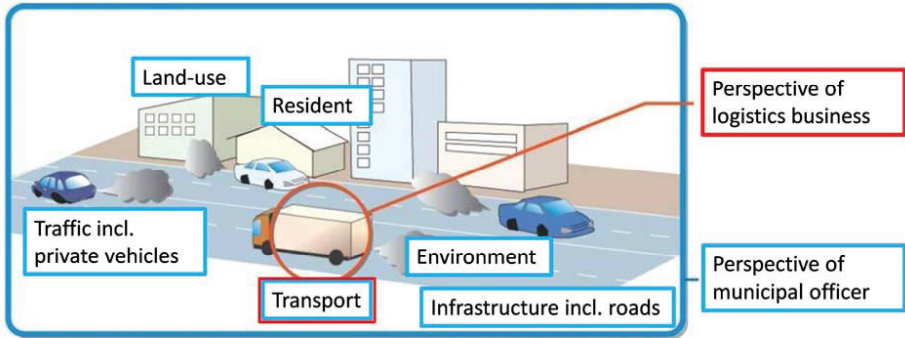 Land-use
Resident
Perspective of
logistics business
Traffic incl.
private vehicles
Environment
Transport
Infrastructure incl. roads
Perspective of
municipal officer